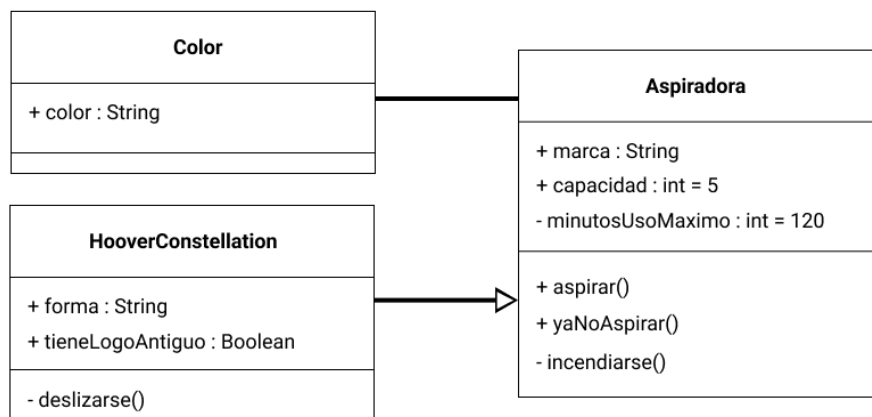 Color
+ color : String
HooverConstellation
+ forma : String
+ tieneLogoAntiguo : Boolean
- deslizarse()
Aspiradora
+ marca : String
+ capacidad : int = 5
- minutosUsoMaximo : int = 120
+ aspirar()
+ yaNoAspirar()
- incendiarse()